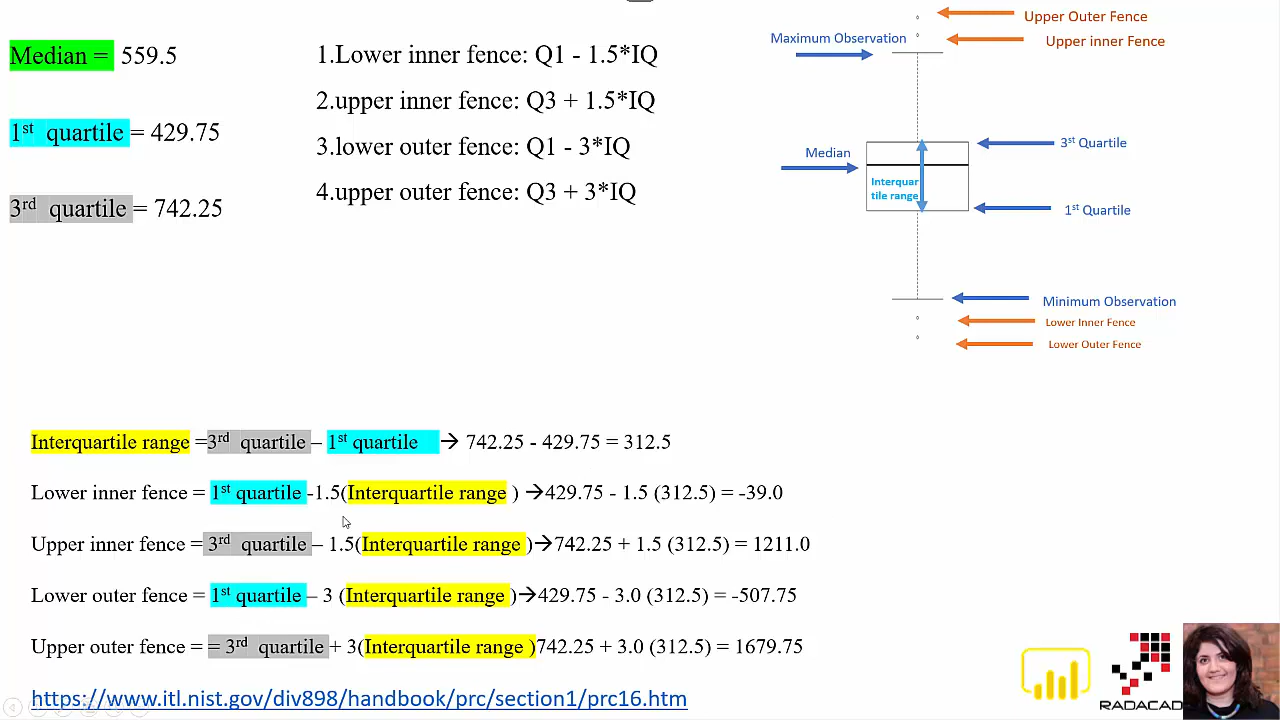 Median = 559.5
1st quartile = 429.75
3rd quartile = 742.25
1.Lower inner fence: Q1 - 1.5*IQ
2.upper inner fence: Q3 + 1.5*IQ
3.lower outer fence: Q1 - 3*IQ
4.upper outer fence: Q3 + 3*IQ
Upper Outer Fence
Maximum Observation
Upper inner Fence
3st Quartile
Median
Interquar
tile range
1st Quartile
Minimum Observation
Lower Inner Fence
Lower Outer Fence
Interquartile range =3rd quartile – 1st quartile → 742.25 - 429.75 = 312.5
Lower inner fence = 1st quartile -1.5(Interquartile range ) →429.75 - 1.5 (312.5) = -39.0
Upper inner fence = 3rd quartile – 1.5(Interquartile range )→742.25 + 1.5 (312.5) = 1211.0
Lower outer fence = 1st quartile – 3 (Interquartile range )→429.75 - 3.0 (312.5) = -507.75
Upper outer fence = = 3rd quartile + 3(Interquartile range )742.25 + 3.0 (312.5) = 1679.75
https://www.itl.nist.gov/div898/handbook/prc/section1/prc16.htm
RADACAD